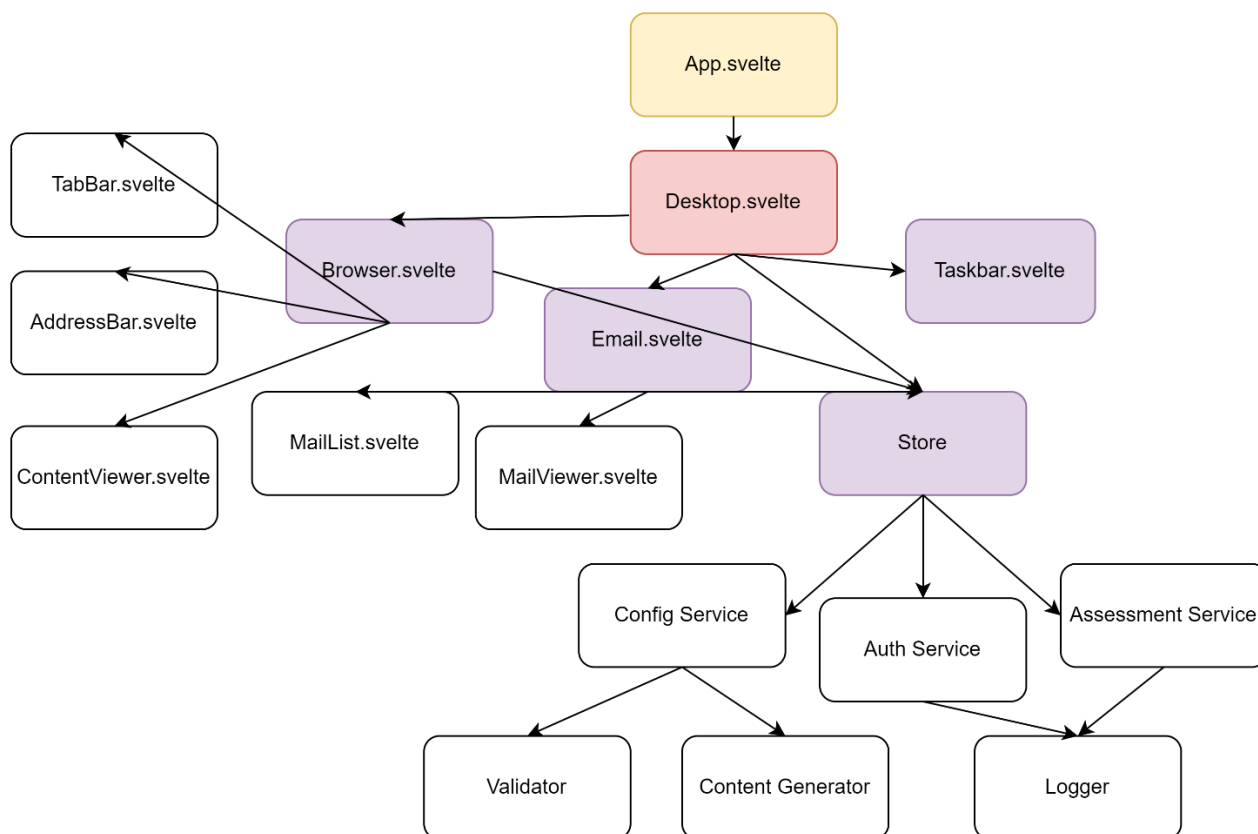 App.svelte
TabBar.svelte
Desktop.svelte
Browser.svelte
Taskbar.svelte
AddressBar.svelte
Email.svelte
MailList.svelte
Store
ContentViewer.svelte
MailViewer.svelte
Config Service
Auth Service
Assessment Service
Validator
Content Generator
Logger